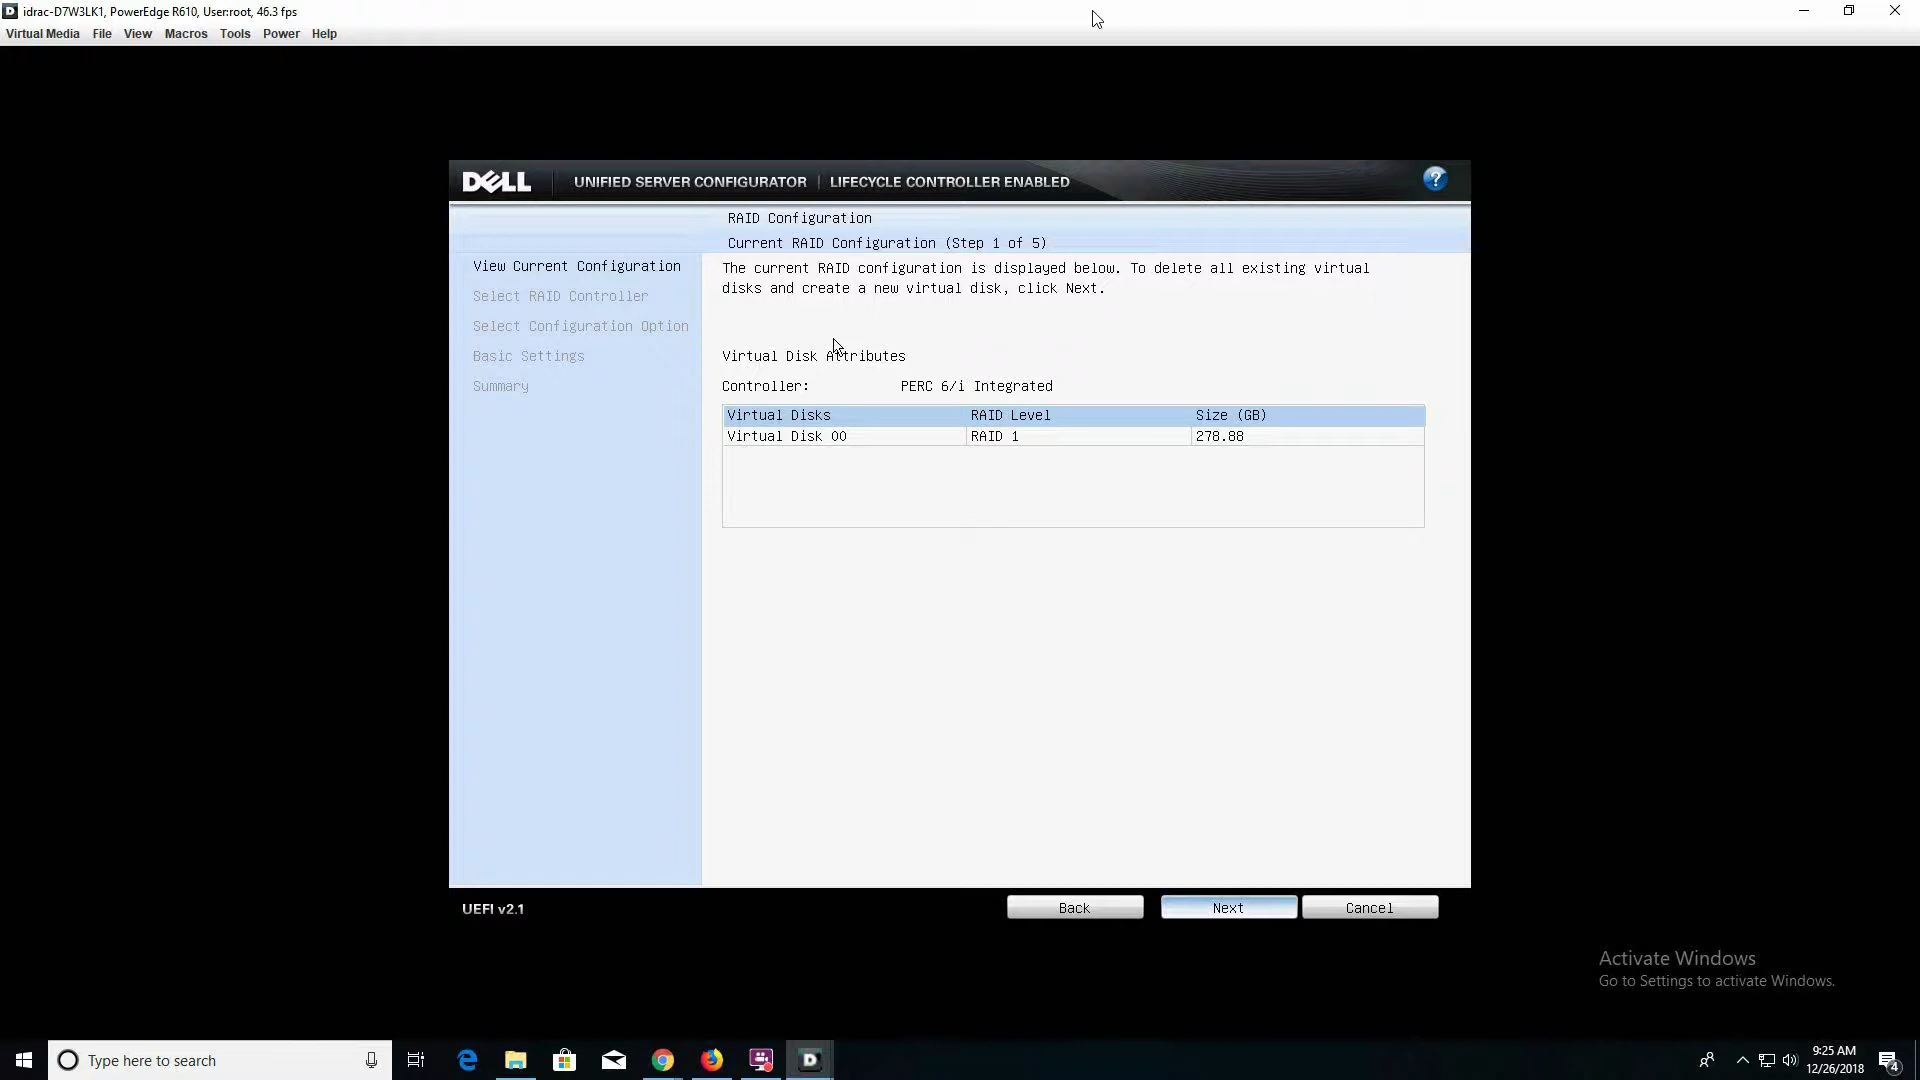 idrac-D7W3LK1, PowerEdge R610, User:root, 46.3 fps
Virtual Media File View Macros Tools Power Help
DELL UNIFIED SERVER CONFIGURATOR | LIFECYCLE CONTROLLER ENABLED ?
RAID Configuration
Current RAID Configuration (Step 1 of 5)
View Current Configuration
Select RAID Controller
Select Configuration Option
Basic Settings
Summary
The current RAID configuration is displayed below. To delete all existing virtual
disks and create a new virtual disk, click Next.
Virtual Disk Attributes
Controller: PERC 6/i Integrated
Virtual Disks RAID Level Size (GB)
Virtual Disk 00 RAID 1 278.88
UEFI v2.1
Back Next Cancel
Activate Windows
Go to Settings to activate Windows.
Type here to search
9:25 AM
12/26/2018
4